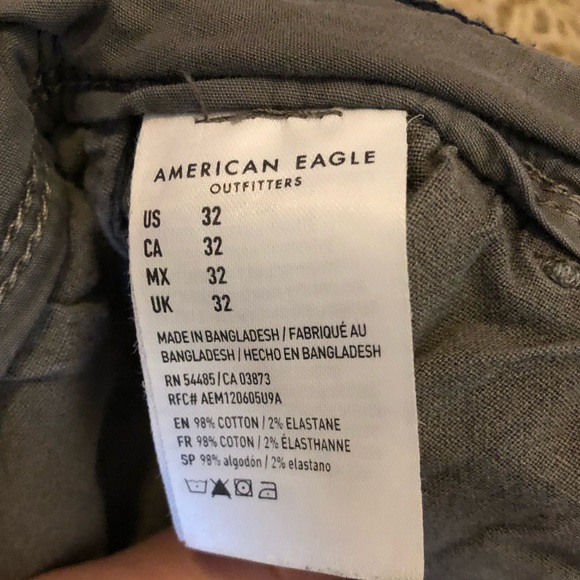 AMERICAN EAGLE
OUTFITTERS
US 32
CA 32
MX 32
UK 32
MADE IN BANGLADESH / FABRIQUÉ AU
BANGLADESH / HECHO EN BANGLADESH
RN 54485 / CA 03873
RFC# AEM120605U9A
EN 98% COTTON / 2% ELASTANE
FR 98% COTON / 2% ÉLASTHANNE
SP 98% algodón / 2% elastano